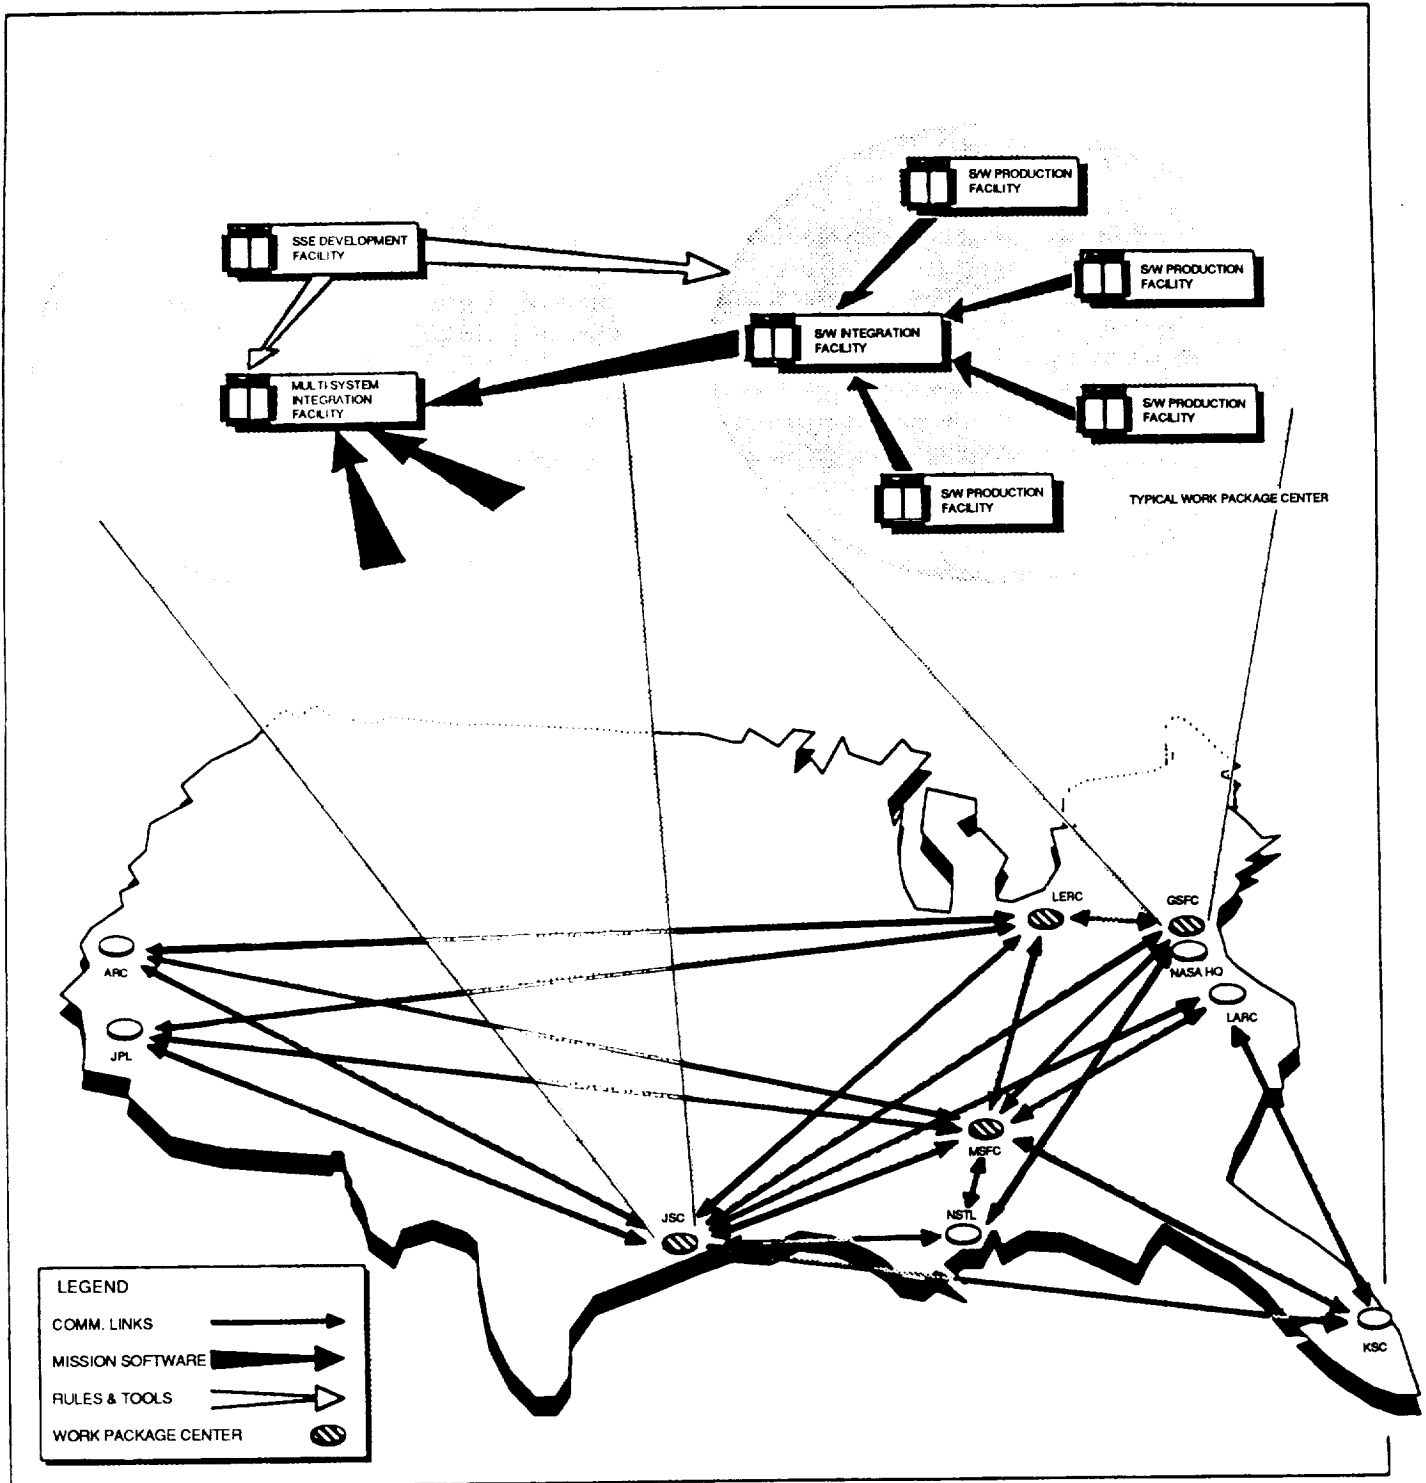 S/W PRODUCTION
FACILITY
SSE DEVELOPMENT
FACILITY
S/W PRODUCTION
FACILITY
S/W INTEGRATION
FACILITY
MULTI-SYSTEM
INTEGRATION
FACILITY
S/W PRODUCTION
FACILITY
S/W PRODUCTION
FACILITY
TYPICAL WORK PACKAGE CENTER
LERC
GSFC
ARC
NASA HQ
LARC
JPL
MSFC
JSC
NSTL
KSC
LEGEND
COMM. LINKS
MISSION SOFTWARE
RULES & TOOLS
WORK PACKAGE CENTER